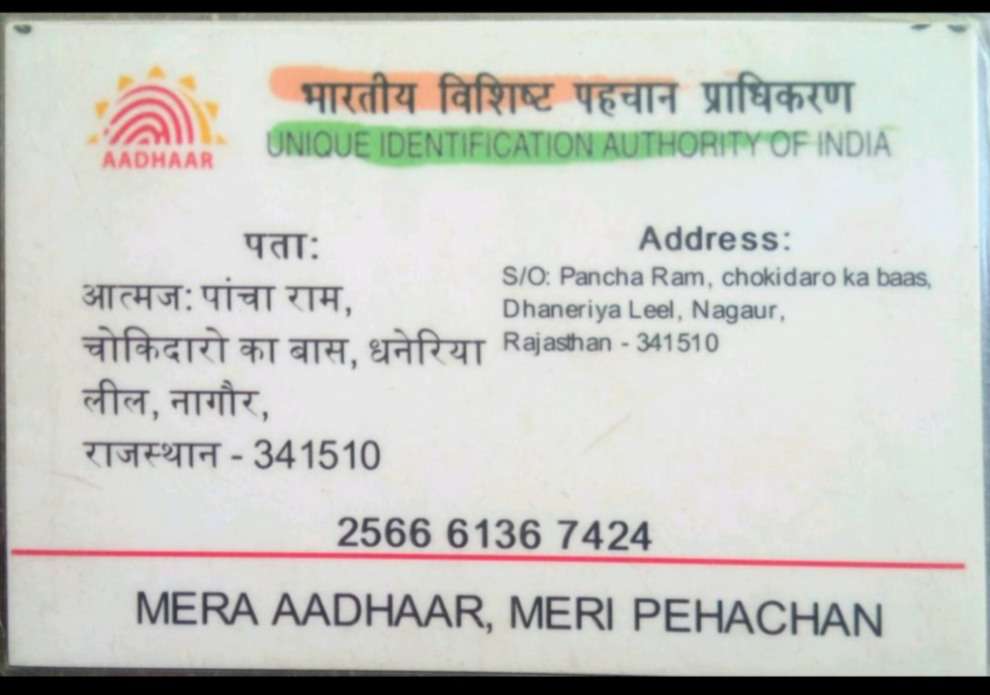 भारतीय विशिष्ट पहचान प्राधिकरण
AADHAAR
UNIQUE IDENTIFICATION AUTHORITY OF INDIA
पता:
आत्मज: पांचा राम,
चोकिदारो का बास, धनेरिया
लील, नागौर,
राजस्थान - 341510
Address:
S/O: Pancha Ram, chokidaro ka baas,
Dhaneriya Leel, Nagaur,
Rajasthan - 341510
2566 6136 7424
MERA AADHAAR, MERI PEHACHAN